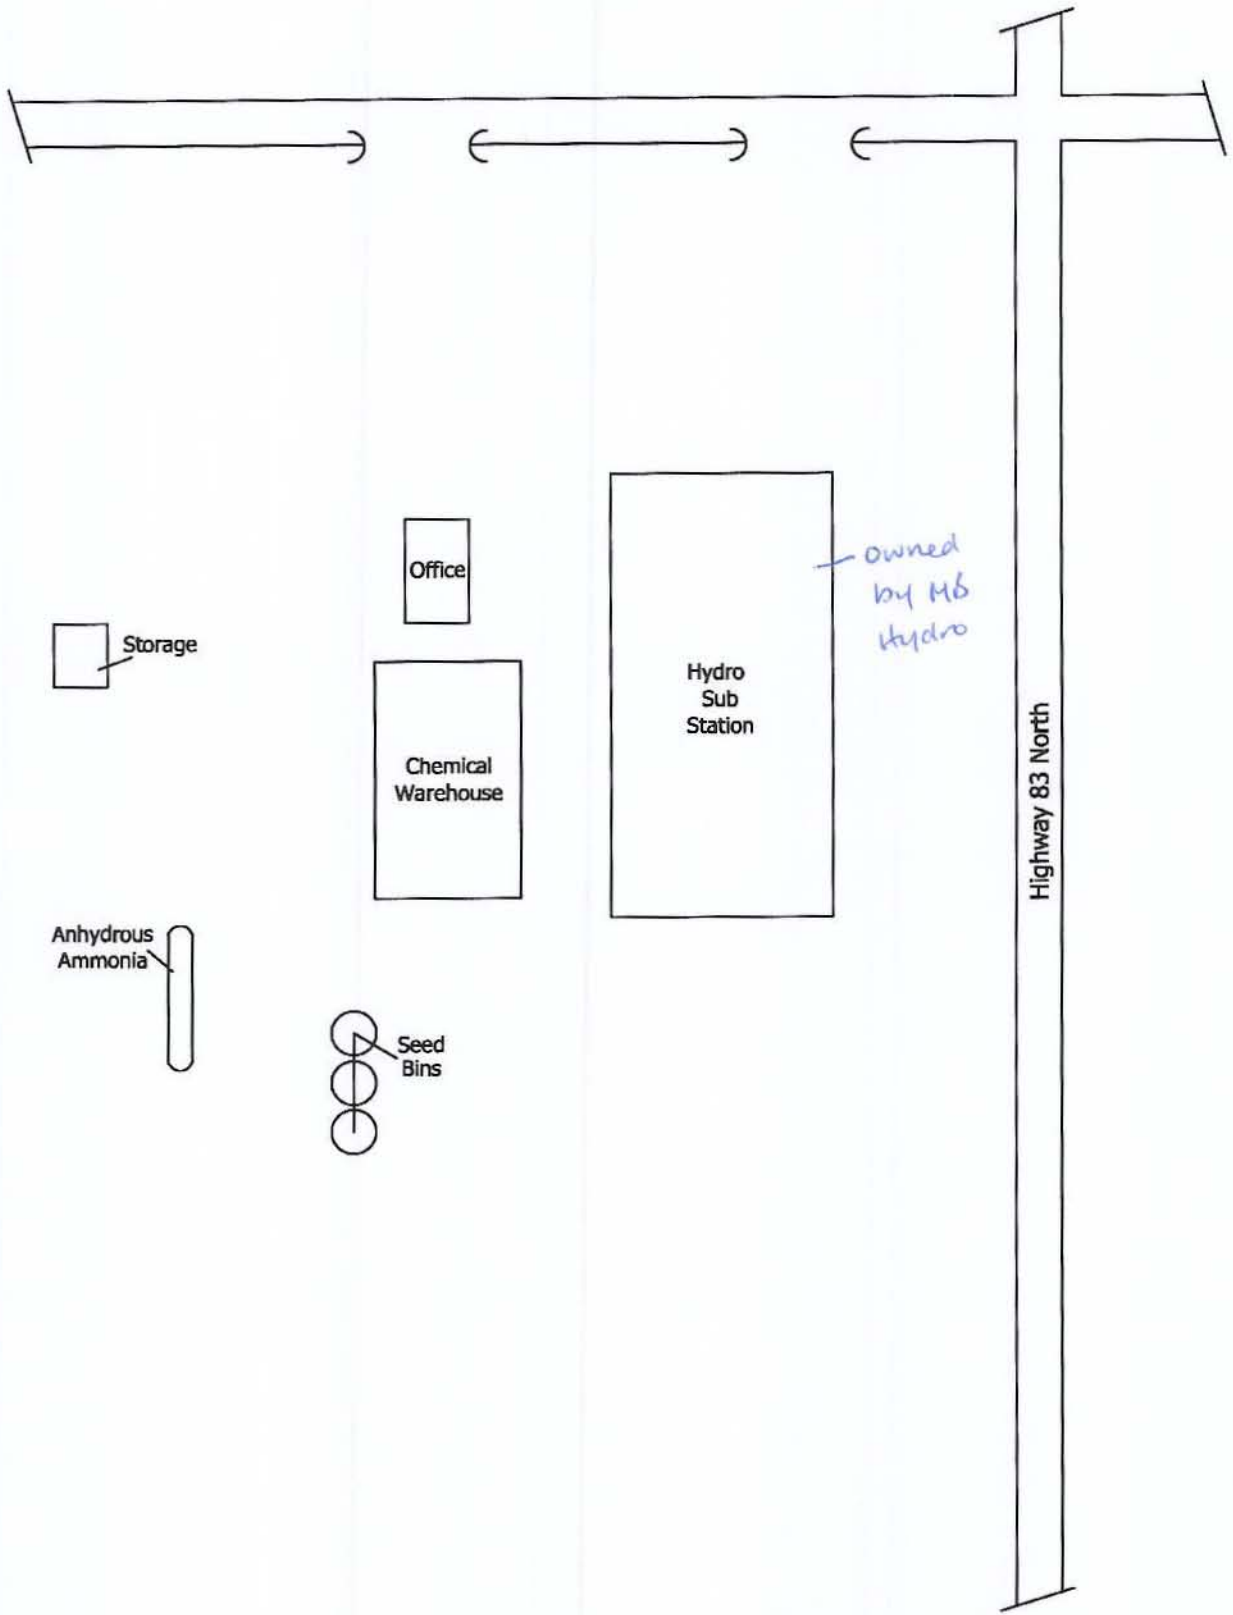 Office
owned
by MB
Hydro
Storage
Hydro
Sub
Station
Chemical
Warehouse
Highway 83 North
Anhydrous
Ammonia
Seed
Bins